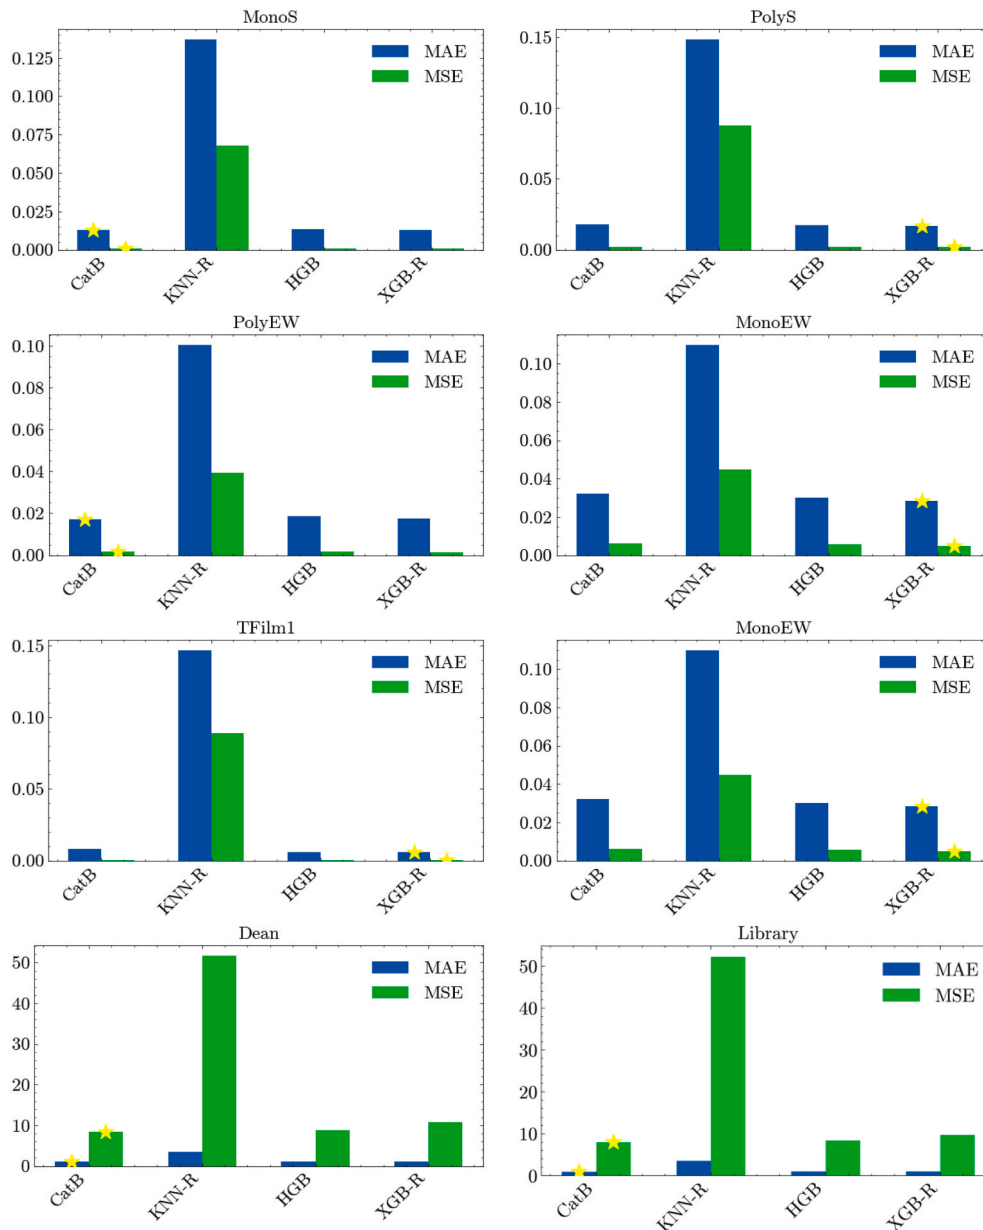 MonoS
0.125
0.100
0.075
0.050
0.025
0.000
MAE
MSE
CatB
KNN-R
HGB
XGB-R
PolyS
0.15
0.10
0.05
0.00
MAE
MSE
CatB
KNN-R
HGB
XGB-R
PolyEW
0.10
0.08
0.06
0.04
0.02
0.00
MAE
MSE
CatB
KNN-R
HGB
XGB-R
MonoEW
0.10
0.08
0.06
0.04
0.02
0.00
MAE
MSE
CatB
KNN-R
HGB
XGB-R
TFilm1
0.15
0.10
0.05
0.00
MAE
MSE
CatB
KNN-R
HGB
XGB-R
MonoEW
0.10
0.08
0.06
0.04
0.02
0.00
MAE
MSE
CatB
KNN-R
HGB
XGB-R
Dean
50
40
30
20
10
0
MAE
MSE
CatB
KNN-R
HGB
XGB-R
Library
50
40
30
20
10
0
MAE
MSE
CatB
KNN-R
HGB
XGB-R